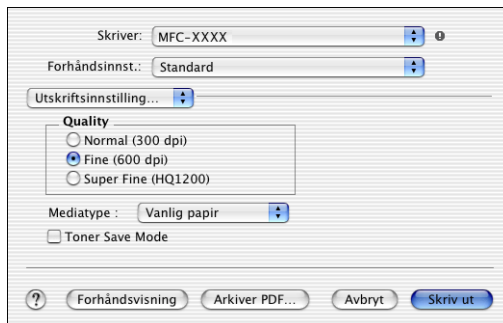 Skriver: MFC-XXXX
Forhåndsinnst.: Standard
Utskriftsinnstilling...
Quality
Normal (300 dpi)
Fine (600 dpi)
Super Fine (HQ1200)
Mediatype : Vanlig papir
Toner Save Mode
? Forhåndsvisning Arkiver PDF... Avbryt Skriv ut